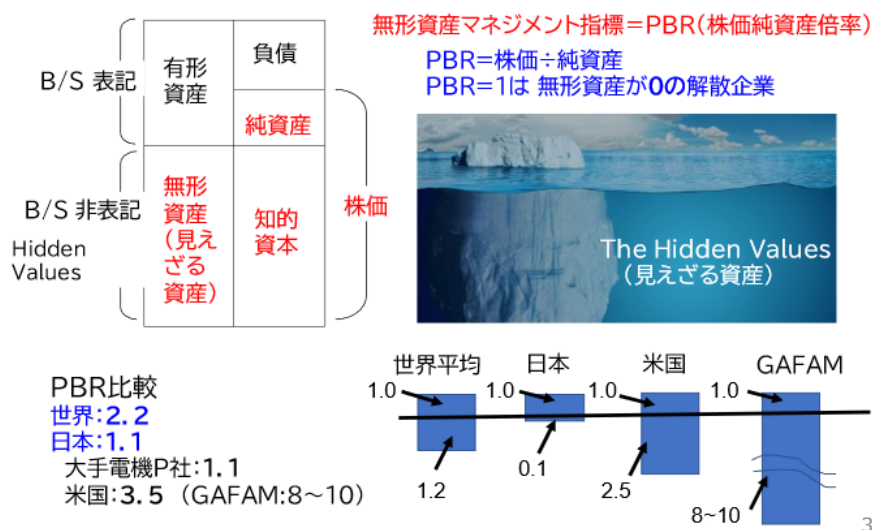 無形資産マネジメント指標=PBR(株価純資産倍率)
PBR=株価÷純資産
PBR=1は 無形資産が0の解散企業
B/S 表記
有形
資産
負債
純資産
B/S 非表記
Hidden
Values
無形
資産
(見え
ざる
資産)
知的
資本
株価
The Hidden Values
(見えざる資産)
PBR比較
世界:2.2
日本:1.1
大手電機P社:1.1
米国:3.5 (GAFAM:8~10)
世界平均
1.0
1.2
日本
1.0
0.1
米国
1.0
2.5
GAFAM
1.0
8~10
3